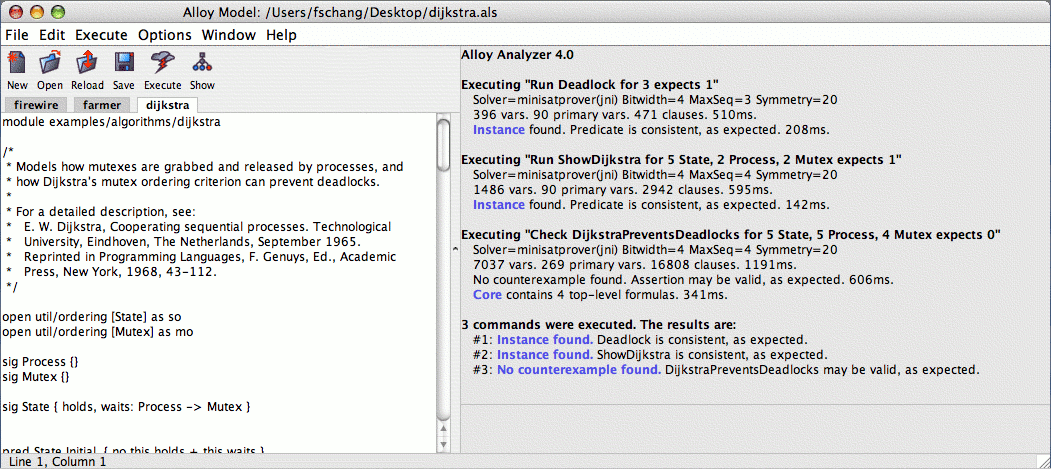 Alloy Model: /Users/fschang/Desktop/dijkstra.als
File Edit Execute Options Window Help
New Open Reload Save Execute Show
firewire farmer dijkstra
module examples/algorithms/dijkstra
/*
* Models how mutexes are grabbed and released by processes, and
* how Dijkstra's mutex ordering criterion can prevent deadlocks.
*
* For a detailed description, see:
* E. W. Dijkstra, Cooperating sequential processes. Technological
* University, Eindhoven, The Netherlands, September 1965.
* Reprinted in Programming Languages, F. Genuys, Ed., Academic
* Press, New York, 1968, 43-112.
*/
open util/ordering [State] as so
open util/ordering [Mutex] as mo
sig Process {}
sig Mutex {}
sig State { holds, waits: Process -> Mutex }
pred State.Initial { no this.holds + this.waits }
Alloy Analyzer 4.0
Executing "Run Deadlock for 3 expects 1"
Solver=minisatprover(jni) Bitwidth=4 MaxSeq=3 Symmetry=20
396 vars. 90 primary vars. 471 clauses. 510ms.
Instance found. Predicate is consistent, as expected. 208ms.
Executing "Run ShowDijkstra for 5 State, 2 Process, 2 Mutex expects 1"
Solver=minisatprover(jni) Bitwidth=4 MaxSeq=4 Symmetry=20
1486 vars. 90 primary vars. 2942 clauses. 595ms.
Instance found. Predicate is consistent, as expected. 142ms.
Executing "Check DijkstraPreventsDeadlocks for 5 State, 5 Process, 4 Mutex expects 0"
Solver=minisatprover(jni) Bitwidth=4 MaxSeq=4 Symmetry=20
7037 vars. 269 primary vars. 16808 clauses. 1191ms.
No counterexample found. Assertion may be valid, as expected. 606ms.
Core contains 4 top-level formulas. 341ms.
3 commands were executed. The results are:
#1: Instance found. Deadlock is consistent, as expected.
#2: Instance found. ShowDijkstra is consistent, as expected.
#3: No counterexample found. DijkstraPreventsDeadlocks may be valid, as expected.
Line 1, Column 1